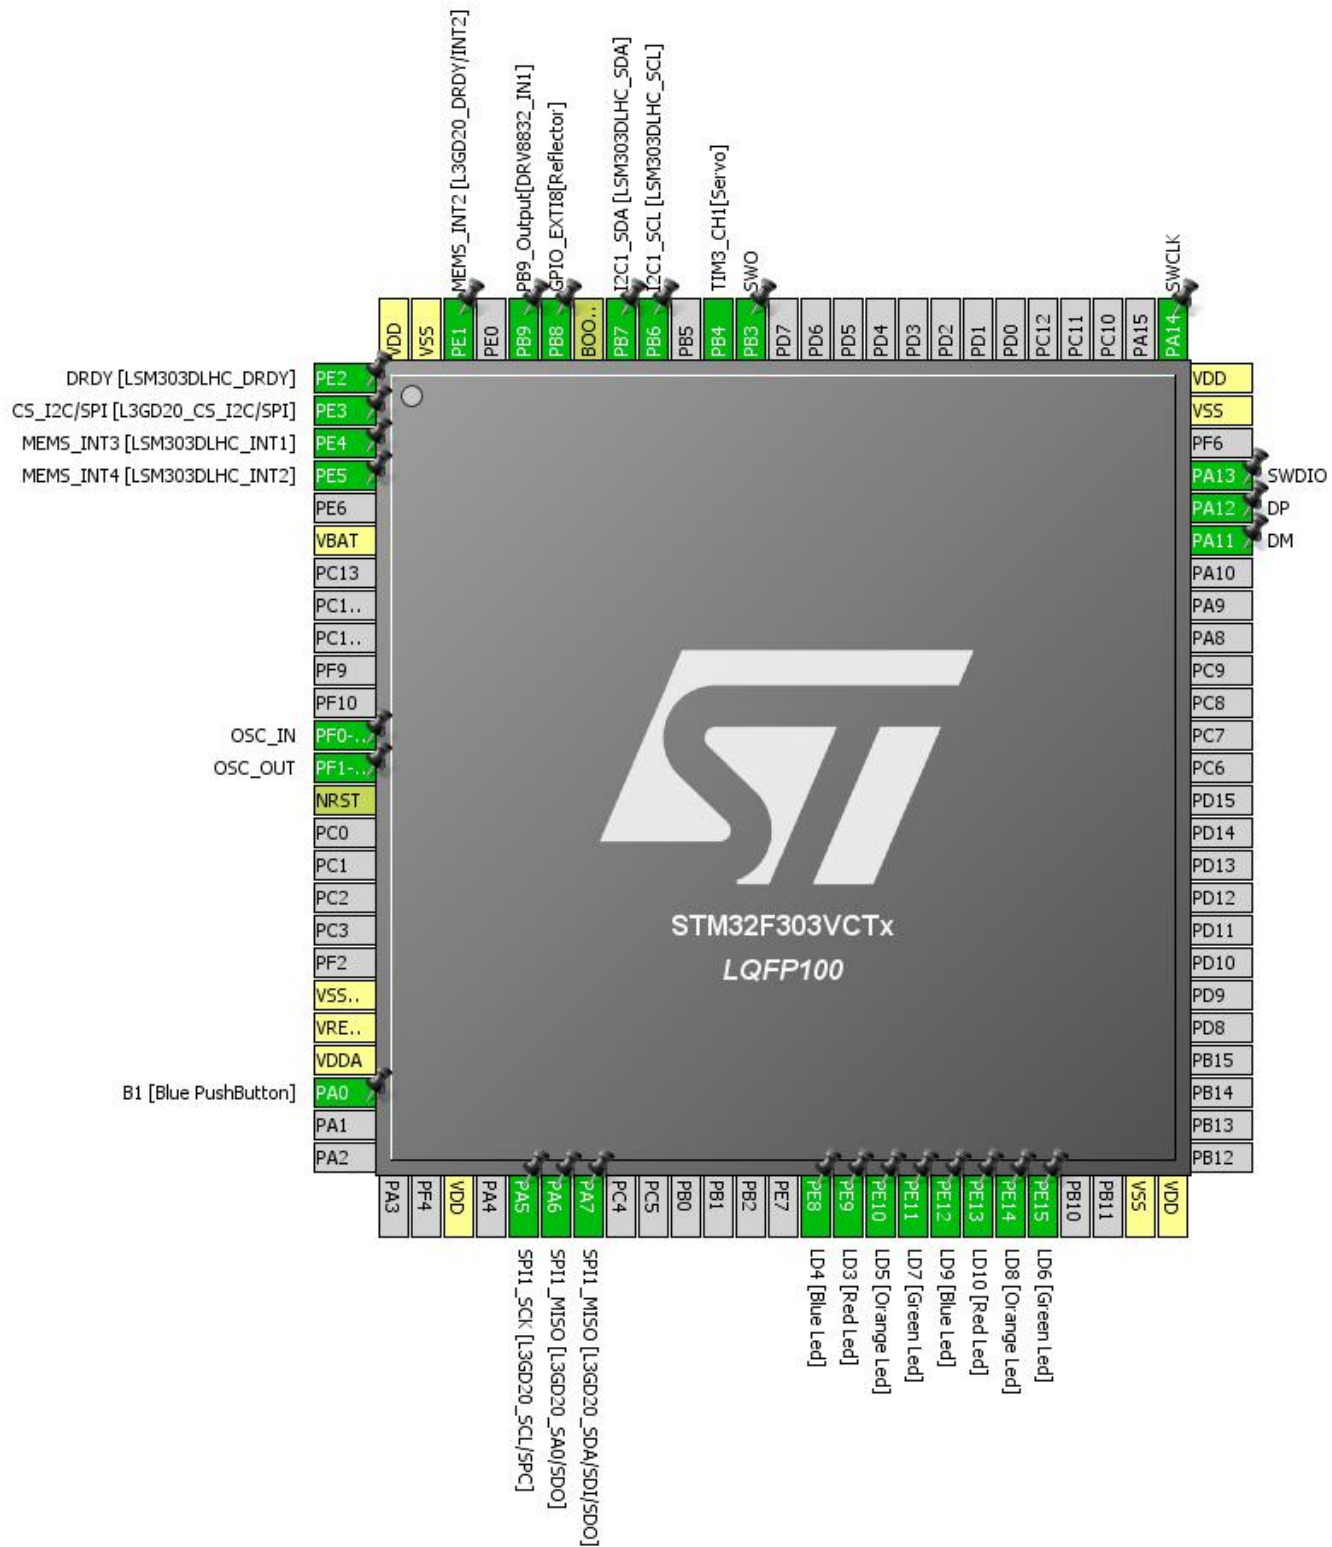 MEMS_INT2 [L3GD20_DRDY/INT2]
PB9_Output[DRV8832_IN1]
GPIO_EXTI8[Reflector]
I2C1_SDA [LSM303DLHC_SDA]
I2C1_SCL [LSM303DLHC_SCL]
TIM3_CH1[Servo]
SWO
SWCLK
VDD
VSS
PE1
PE0
PB9
PB8
BOO..
PB7
PB6
PB5
PB4
PB3
PD7
PD6
PD5
PD4
PD3
PD2
PD1
PD0
PC12
PC11
PC10
PA15
PA14
DRDY [LSM303DLHC_DRDY] PE2
CS_I2C/SPI [L3GD20_CS_I2C/SPI] PE3
MEMS_INT3 [LSM303DLHC_INT1] PE4
MEMS_INT4 [LSM303DLHC_INT2] PE5
PE6
VBAT
PC13
PC1..
PC1..
PF9
PF10
OSC_IN PF0-..
OSC_OUT PF1-..
NRST
PC0
PC1
PC2
PC3
PF2
VSS..
VRE..
VDDA
B1 [Blue PushButton] PA0
PA1
PA2
ST
STM32F303VCTx
LQFP100
VDD
VSS
PF6
PA13 SWDIO
PA12 DP
PA11 DM
PA10
PA9
PA8
PC9
PC8
PC7
PC6
PD15
PD14
PD13
PD12
PD11
PD10
PD9
PD8
PB15
PB14
PB13
PB12
PA3
PF4
VDD
PA4
PA5
PA6
PA7
PC4
PC5
PB0
PB1
PB2
PE7
PE8
PE9
PE10
PE11
PE12
PE13
PE14
PE15
PB10
PB11
VSS
VDD
SPI1_SCK [L3GD20_SCL/SPC]
SPI1_MISO [L3GD20_SA0/SDO]
SPI1_MISO [L3GD20_SDA/SDI/SDO]
LD4 [Blue Led]
LD3 [Red Led]
LD5 [Orange Led]
LD7 [Green Led]
LD9 [Blue Led]
LD10 [Red Led]
LD8 [Orange Led]
LD6 [Green Led]